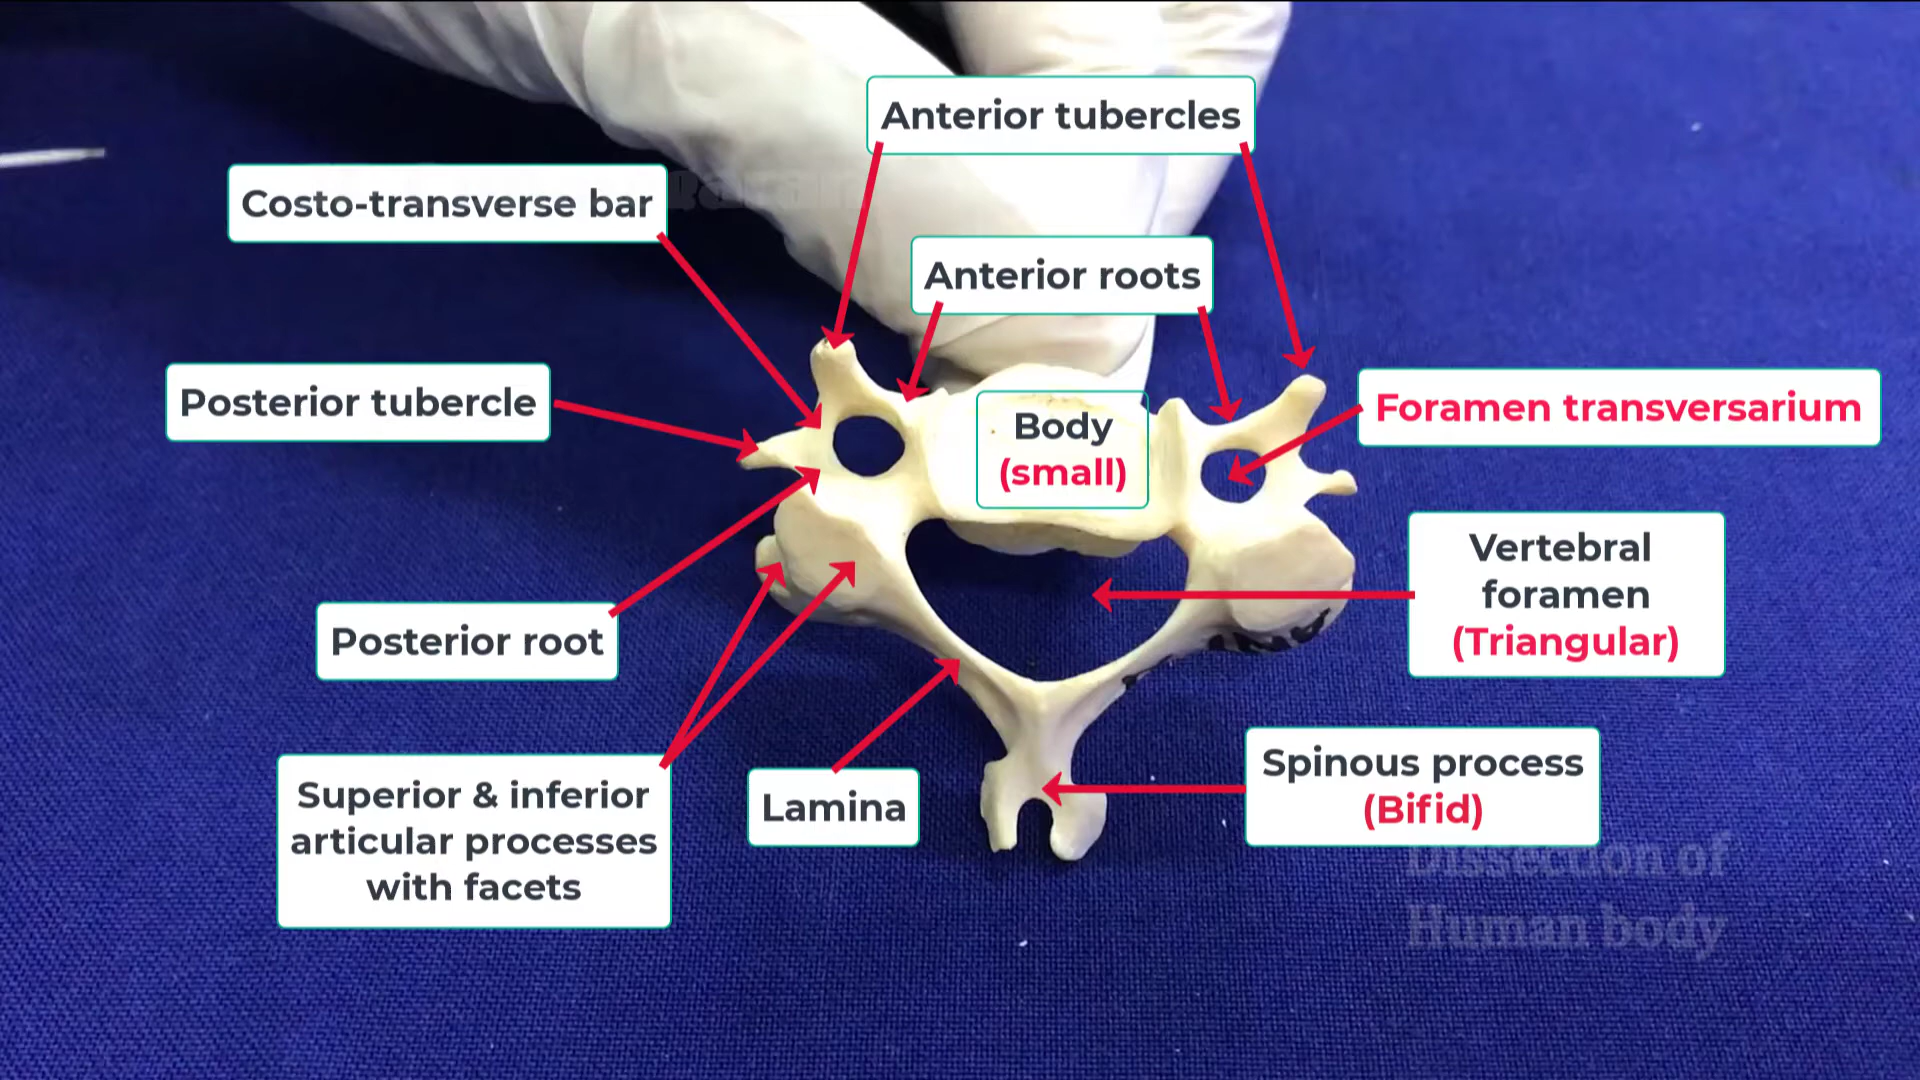 Anterior tubercles
Costo-transverse bar
Anterior roots
Posterior tubercle
Foramen transversarium
Body
(small)
Vertebral
foramen
(Triangular)
Posterior root
Superior & inferior
articular processes
with facets
Lamina
Spinous process
(Bifid)
Dissection of
Human body